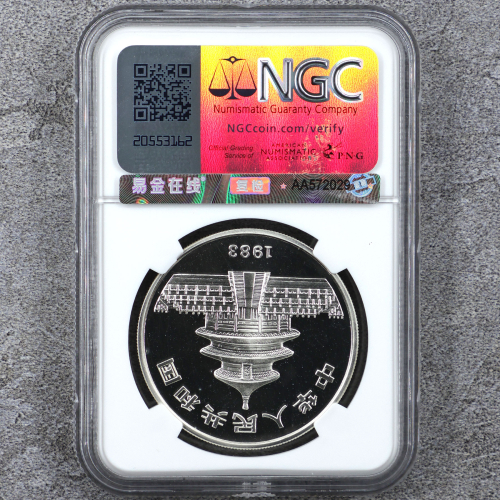 NGC
Numismatic Guaranty Company
NGCcoin.com/verify
20553162
Official Grading
Service of
AMERICAN
NUMISMATIC
ASSOCIATION
PNG
易金在线
AA572029
1983
中华人民共和国